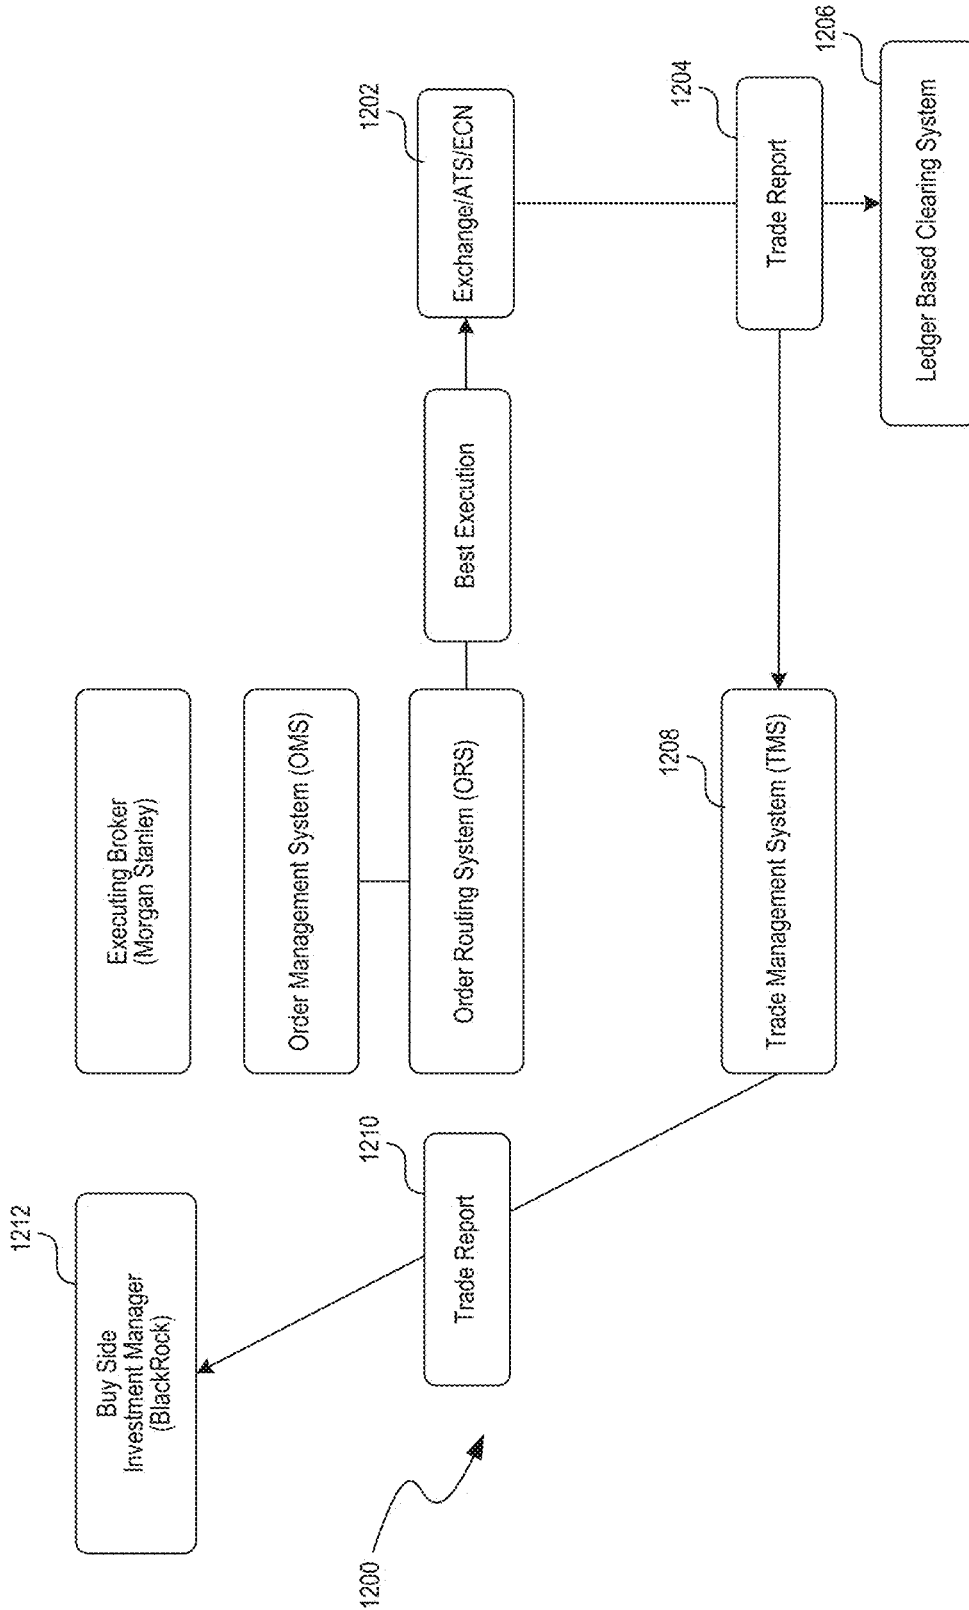 1200
1212
Buy Side
Investment Manager
(BlackRock)
Executing Broker
(Morgan Stanley)
Order Management System (OMS)
1210
Trade Report
Order Routing System (ORS)
Best Execution
1202
Exchange/ATS/ECN
1208
Trade Management System (TMS)
1204
Trade Report
1206
Ledger Based Clearing System